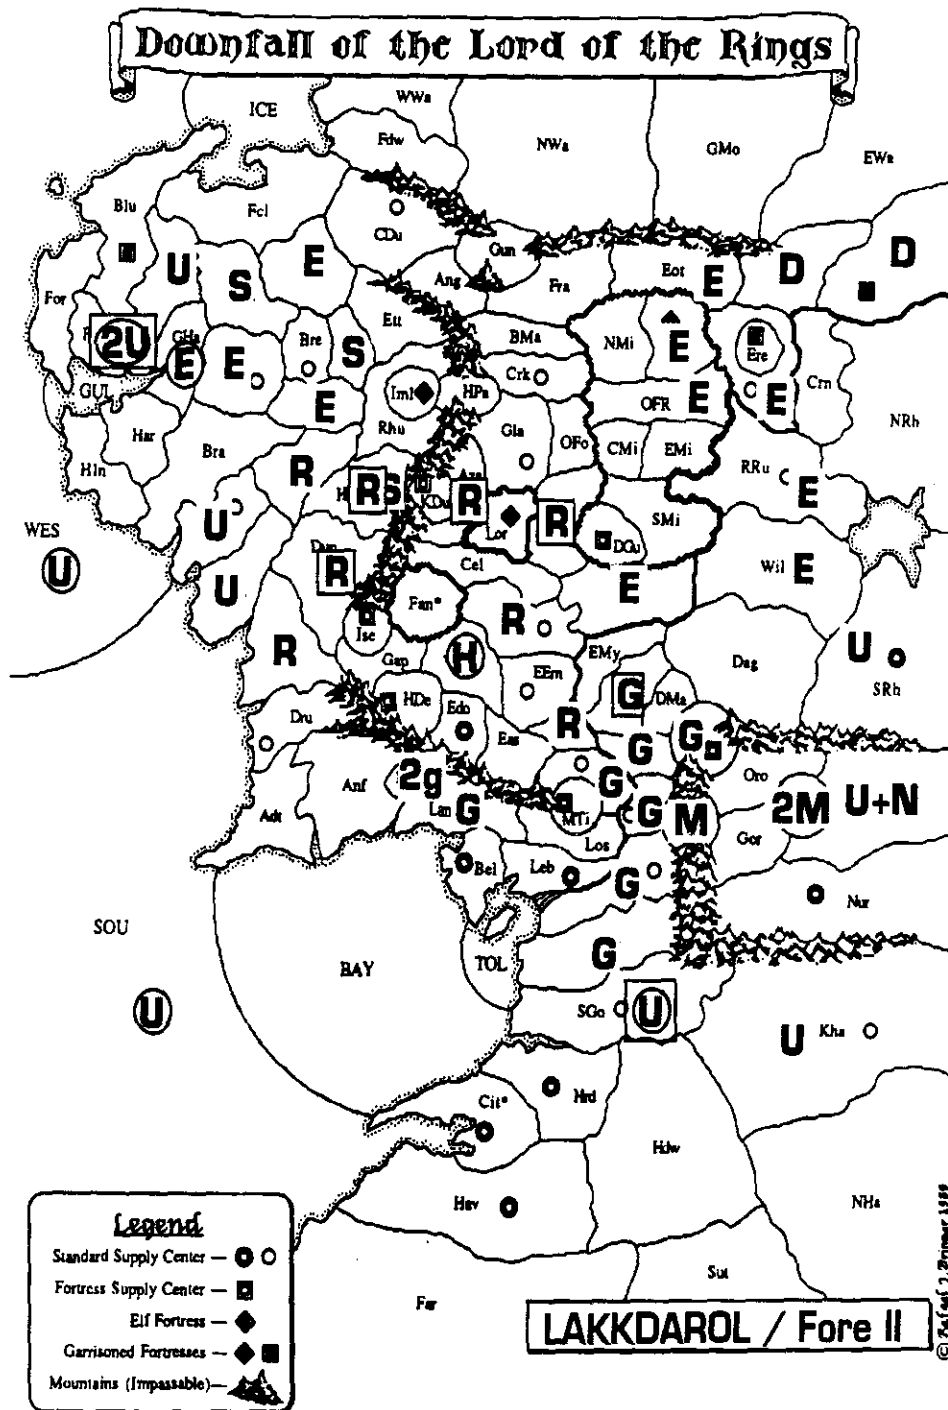 Downfall of the Lord of the Rings
ICE
WWa
Fdw
NWa
GMo
EWa
Blu
Fcl
CDu
Gun
U
S
E
Ang
Fra
Eot
E
D
D
For
Ett
2U
GHa
E
E
Bre
S
BMa
NMi
E
Ere
Crn
GUL
Iml
HPa
Crk
OFR
E
E
NRh
Har
E
Rhu
Gla
OFo
CMi
EMi
Hln
Bra
R
R
S
KDu
R
RRu
E
WES
U
U
Lor
R
DGu
SMi
U
R
Cel
E
Wil
E
Fan*
R
Isc
R
Gap
H
EMy
Dag
U
SRh
EEm
G
DMa
Dru
HDe
Edo
Eas
R
G
G
Oro
Adt
Anf
2g
Lan
G
MTi
G
G
M
2M
U+N
Los
Gor
Bel
Leb
G
Nur
SOU
BAY
TOL
G
U
SGo
U
U
Kha
Cit*
Hrd
Hdw
Hav
NHa
Far
Sut
Legend
Standard Supply Center
Fortress Supply Center
Elf Fortress
Garrisoned Fortresses
Mountains (Impassable)
LAKKDAROL / Fore II